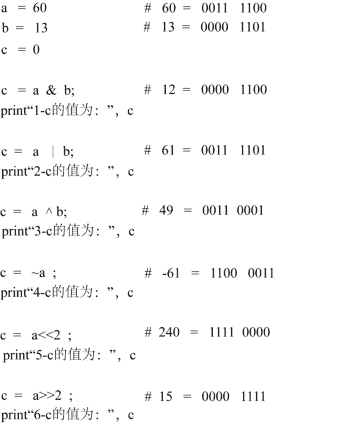 a = 60 # 60 = 0011 1100
b = 13 # 13 = 0000 1101
c = 0
c = a & b; # 12 = 0000 1100
print“1-c的值为：”, c
c = a | b; # 61 = 0011 1101
print“2-c的值为：”, c
c = a ^ b; # 49 = 0011 0001
print“3-c的值为：”, c
c = ~a ; # -61 = 1100 0011
print“4-c的值为：”, c
c = a<<2 ; # 240 = 1111 0000
print“5-c的值为：”, c
c = a>>2 ; # 15 = 0000 1111
print“6-c的值为：”, c